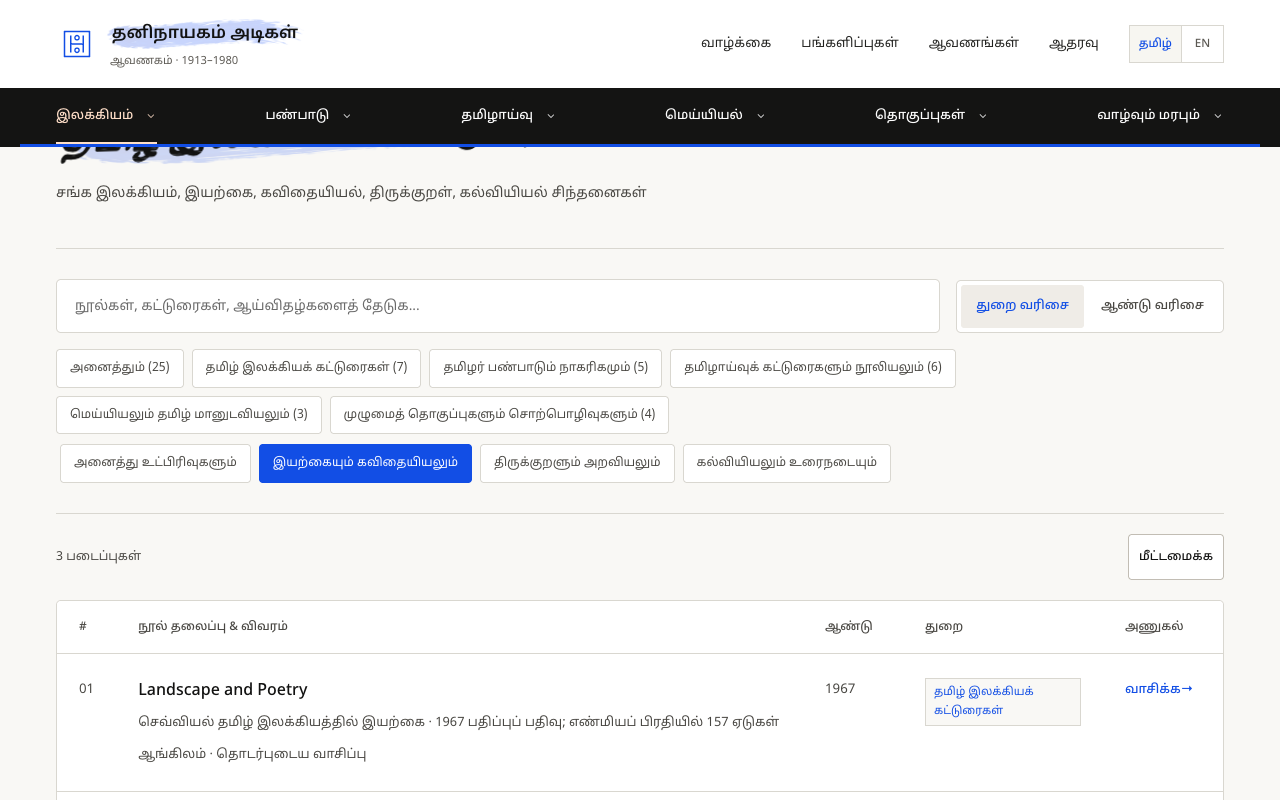 தனிநாயகம் அடிகள்
ஆவணகம் · 1913–1980
வாழ்க்கை பங்களிப்புகள் ஆவணங்கள் ஆதரவு தமிழ் EN
இலக்கியம் பண்பாடு தமிழாய்வு மெய்யியல் தொகுப்புகள் வாழ்வும் மரபும்
சங்க இலக்கியம், இயற்கை, கவிதையியல், திருக்குறள், கல்வியியல் சிந்தனைகள்
நூல்கள், கட்டுரைகள், ஆய்விதழ்களைத் தேடுக... துறை வரிசை ஆண்டு வரிசை
அனைத்தும் (25) தமிழ் இலக்கியக் கட்டுரைகள் (7) தமிழர் பண்பாடும் நாகரிகமும் (5) தமிழாய்வுக் கட்டுரைகளும் நூலியலும் (6)
மெய்யியலும் தமிழ் மானுடவியலும் (3) முழுமைத் தொகுப்புகளும் சொற்பொழிவுகளும் (4)
அனைத்து உட்பிரிவுகளும் இயற்கையும் கவிதையியலும் திருக்குறளும் அறவியலும் கல்வியியலும் உரைநடையும்
3 படைப்புகள் மீட்டமைக்க
# நூல் தலைப்பு & விவரம் ஆண்டு துறை அணுகல்
01 Landscape and Poetry 1967 தமிழ் இலக்கியக் கட்டுரைகள் வாசிக்க→
செவ்வியல் தமிழ் இலக்கியத்தில் இயற்கை · 1967 பதிப்புப் பதிவு; எண்மியப் பிரதியில் 157 ஏடுகள்
ஆங்கிலம் · தொடர்புடைய வாசிப்பு